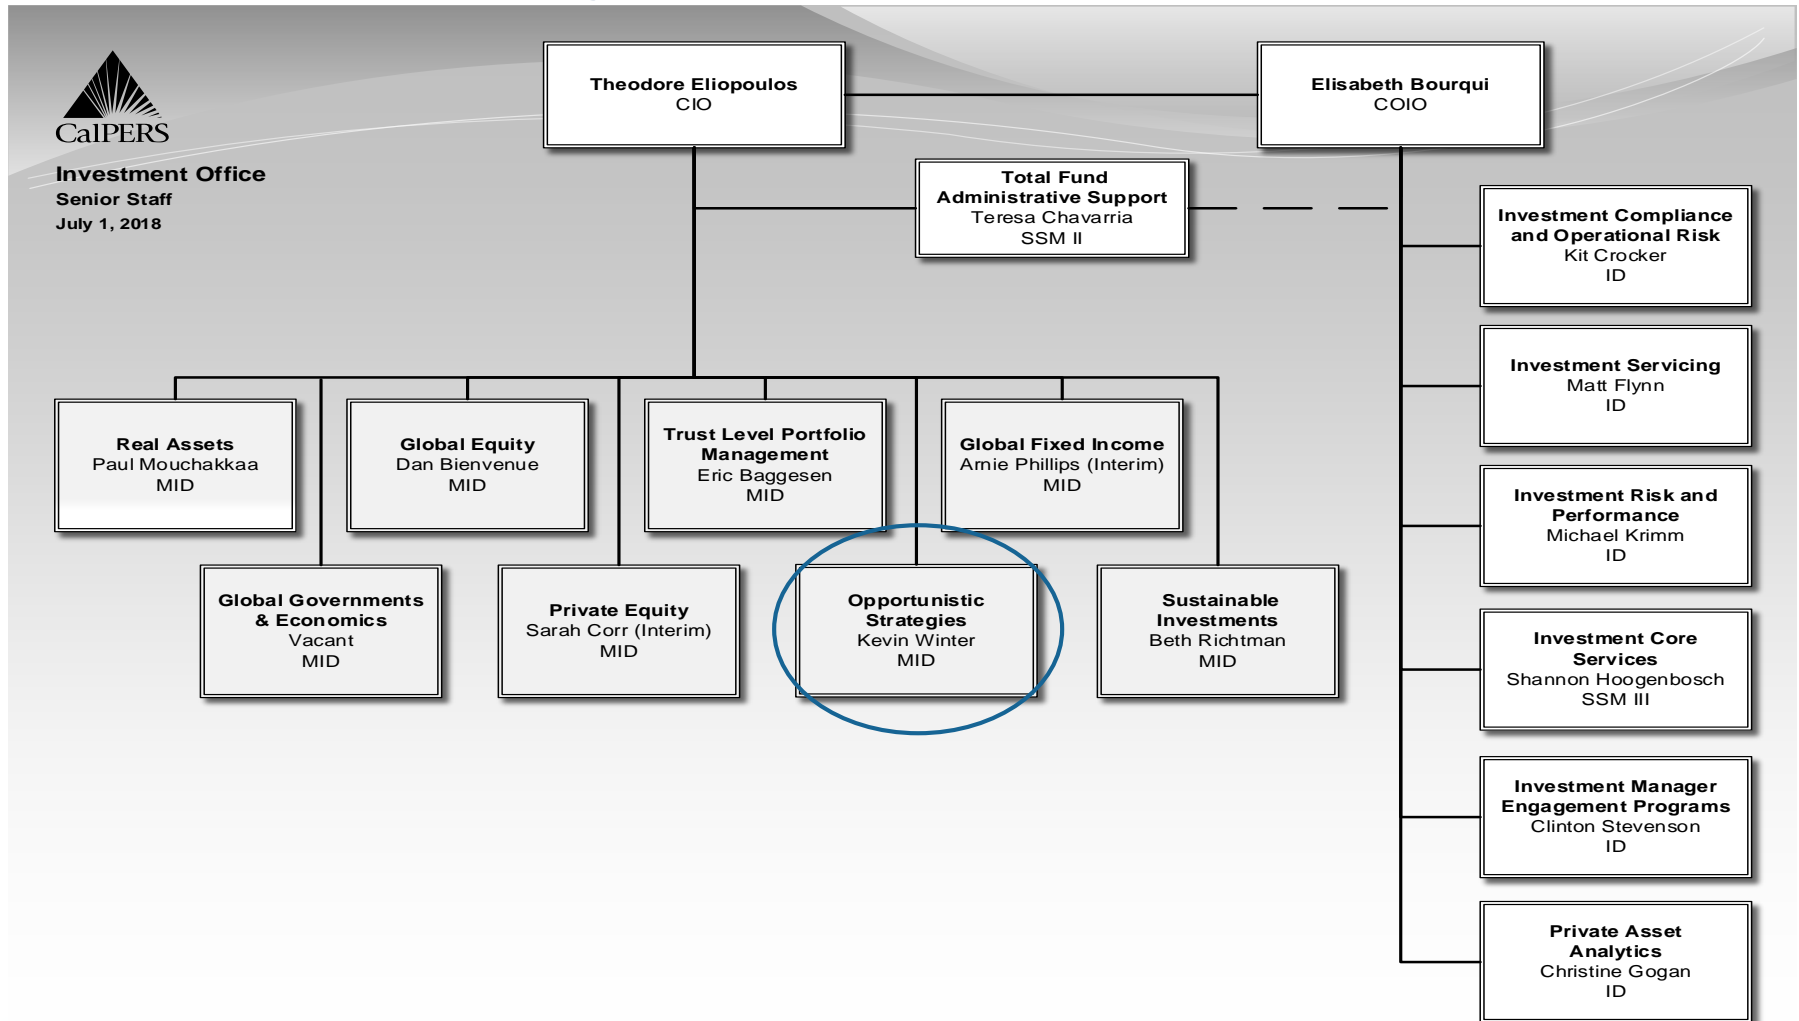 CalPERS
Investment Office
Senior Staff
July 1, 2018
Theodore Eliopoulos
CIO
Elisabeth Bourqui
COIO
Total Fund
Administrative Support
Teresa Chavarria
SSM II
Real Assets
Paul Mouchakkaa
MID
Global Equity
Dan Bienvenue
MID
Trust Level Portfolio
Management
Eric Baggesen
MID
Global Fixed Income
Arnie Phillips (Interim)
MID
Global Governments
& Economics
Vacant
MID
Private Equity
Sarah Corr (Interim)
MID
Opportunistic
Strategies
Kevin Winter
MID
Sustainable
Investments
Beth Richtman
MID
Investment Compliance
and Operational Risk
Kit Crocker
ID
Investment Servicing
Matt Flynn
ID
Investment Risk and
Performance
Michael Krimm
ID
Investment Core
Services
Shannon Hoogenbosch
SSM III
Investment Manager
Engagement Programs
Clinton Stevenson
ID
Private Asset
Analytics
Christine Gogan
ID